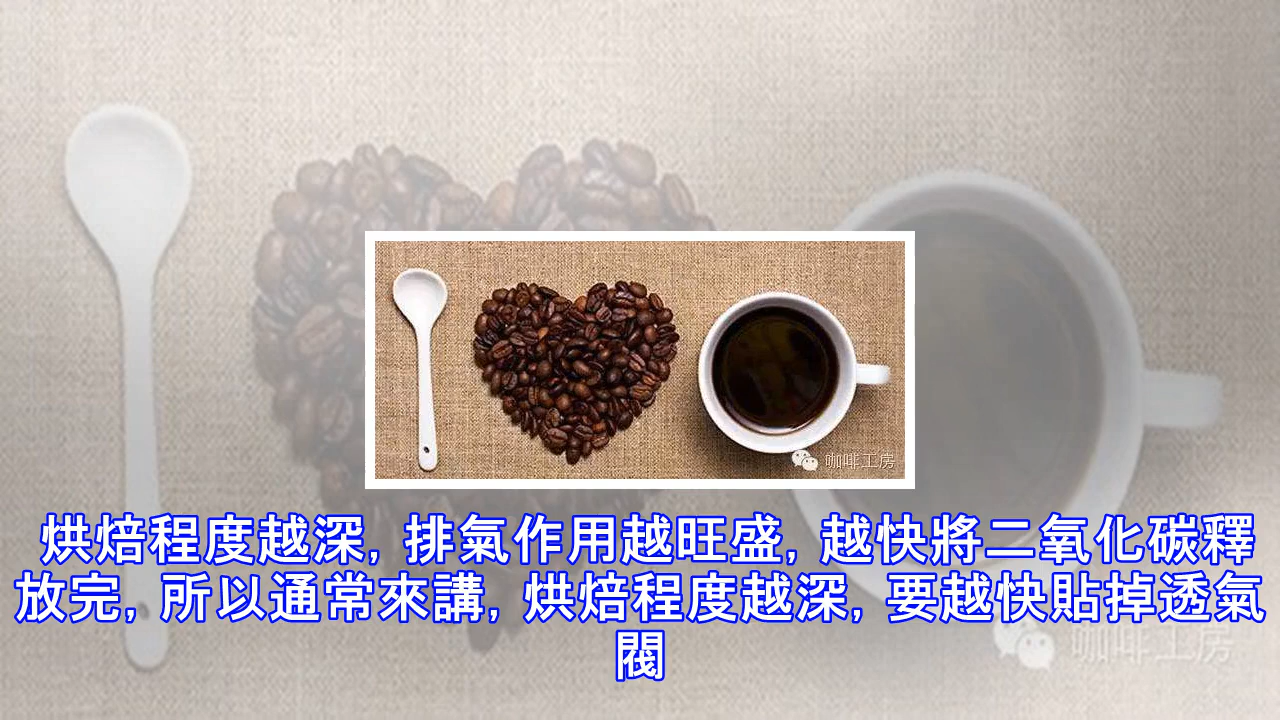 咖啡工房
烘焙程度越深, 排氣作用越旺盛, 越快將二氧化碳釋
放完, 所以通常來講, 烘焙程度越深, 要越快貼掉透氣
閥
咖啡工房